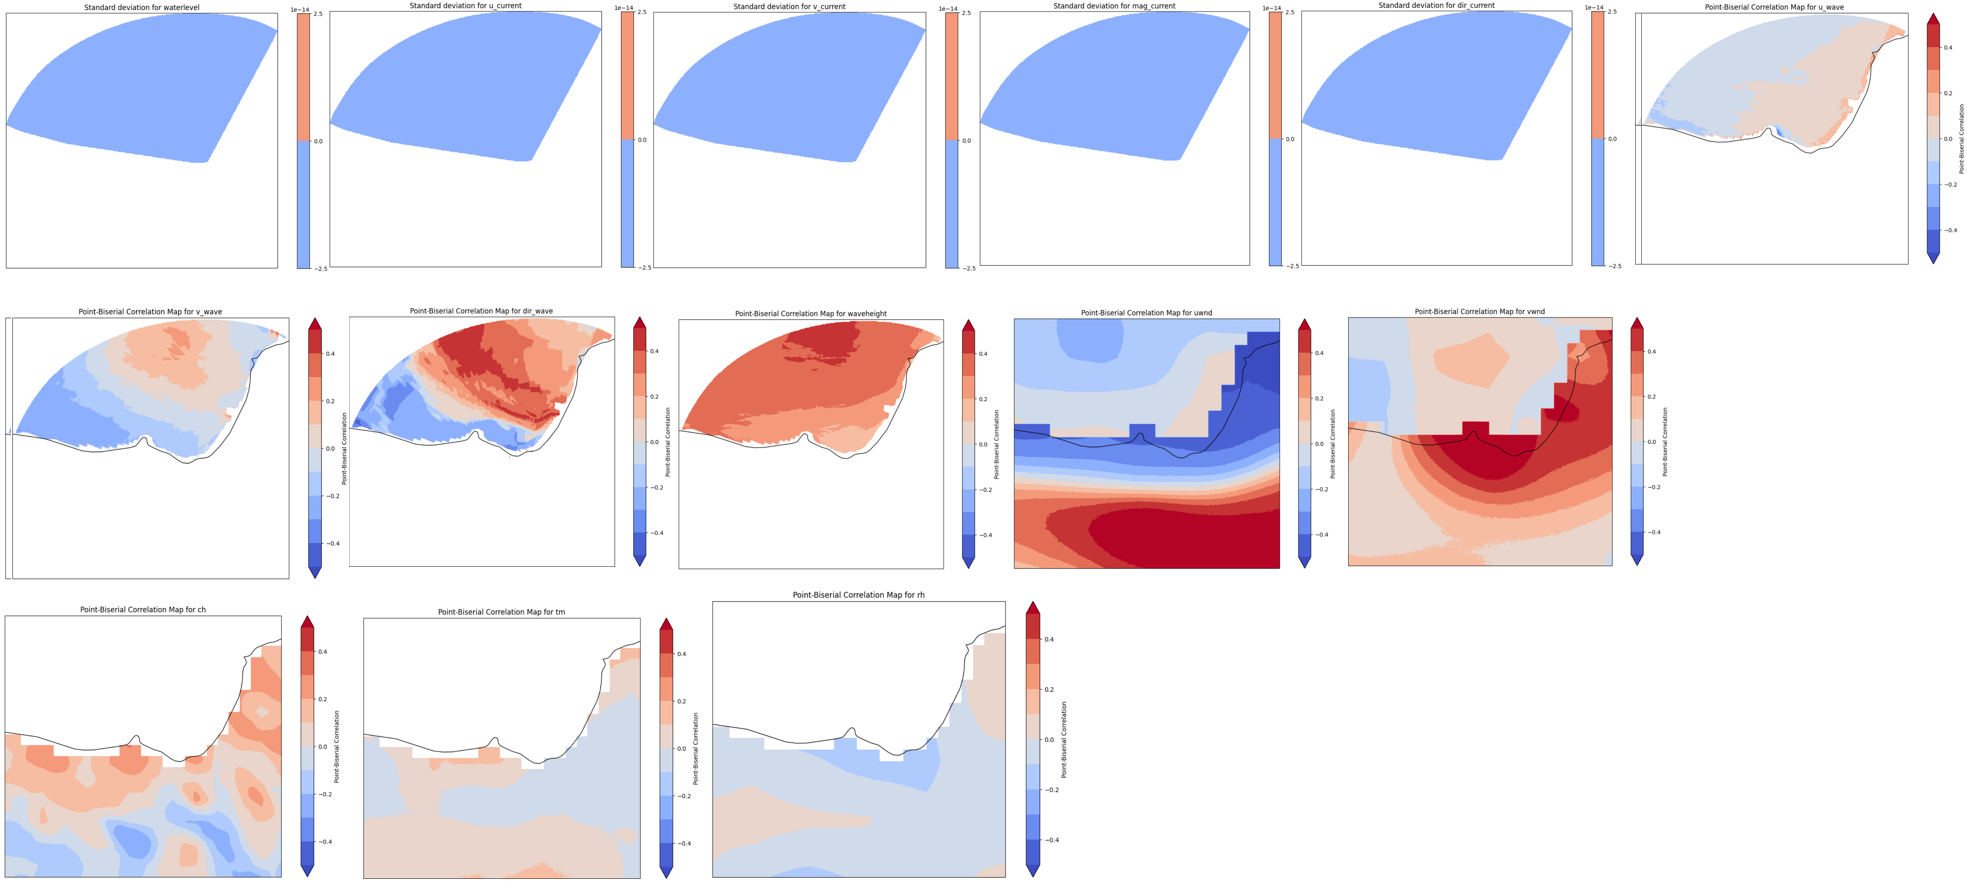 Standard deviation for waterlevel
1e−14
2.5
0.0
−2.5
Standard deviation for u_current
1e−14
2.5
0.0
−2.5
Standard deviation for v_current
1e−14
2.5
0.0
−2.5
Standard deviation for mag_current
1e−14
2.5
0.0
−2.5
Standard deviation for dir_current
1e−14
2.5
0.0
−2.5
Point-Biserial Correlation Map for u_wave
0.4
0.2
0.0
−0.2
−0.4
Point-Biserial Correlation
Point-Biserial Correlation Map for v_wave
0.4
0.2
0.0
−0.2
−0.4
Point-Biserial Correlation
Point-Biserial Correlation Map for dir_wave
0.4
0.2
0.0
−0.2
−0.4
Point-Biserial Correlation
Point-Biserial Correlation Map for waveheight
0.4
0.2
0.0
−0.2
−0.4
Point-Biserial Correlation
Point-Biserial Correlation Map for uwnd
0.4
0.2
0.0
−0.2
−0.4
Point-Biserial Correlation
Point-Biserial Correlation Map for vwnd
0.4
0.2
0.0
−0.2
−0.4
Point-Biserial Correlation
Point-Biserial Correlation Map for ch
0.4
0.2
0.0
−0.2
−0.4
Point-Biserial Correlation
Point-Biserial Correlation Map for tm
0.4
0.2
0.0
−0.2
−0.4
Point-Biserial Correlation
Point-Biserial Correlation Map for rh
0.4
0.2
0.0
−0.2
−0.4
Point-Biserial Correlation